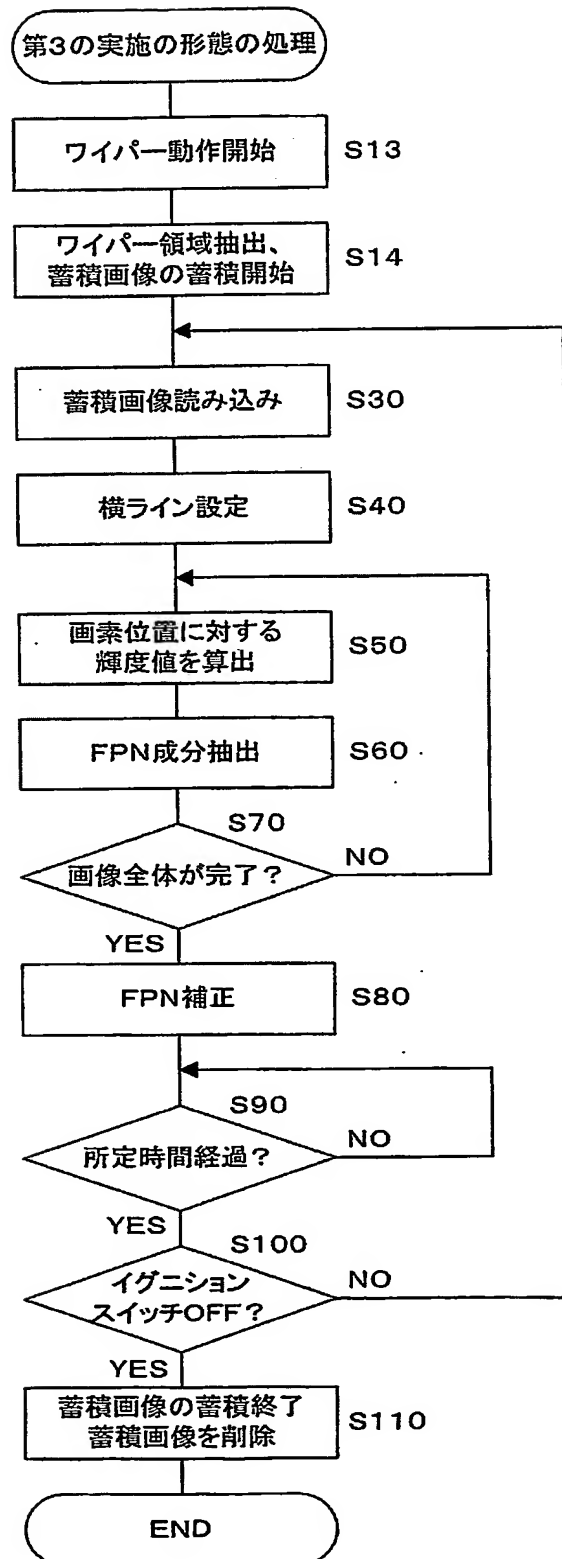 第3の実施の形態の処理
ワイパー動作開始
S13
ワイパー領域抽出、
蓄積画像の蓄積開始
S14
蓄積画像読み込み
S30
横ライン設定
S40
画素位置に対する
輝度値を算出
S50
FPN成分抽出
S60
S70
画像全体が完了?
NO
YES
FPN補正
S80
S90
所定時間経過?
NO
YES
S100
イグニション
スイッチOFF?
NO
YES
蓄積画像の蓄積終了
蓄積画像を削除
S110
END